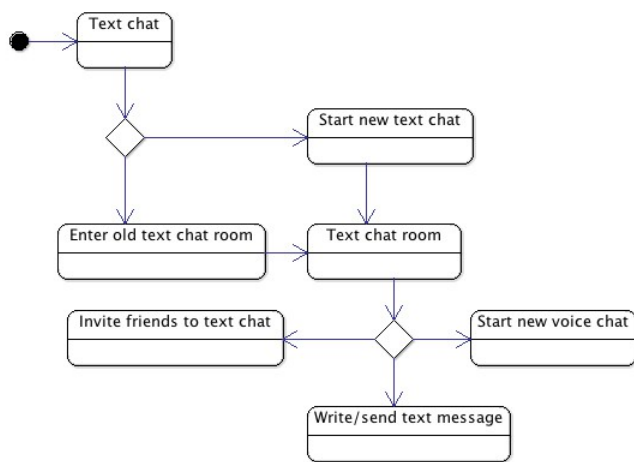 Text chat
Start new text chat
Enter old text chat room
Text chat room
Invite friends to text chat
Start new voice chat
Write/send text message